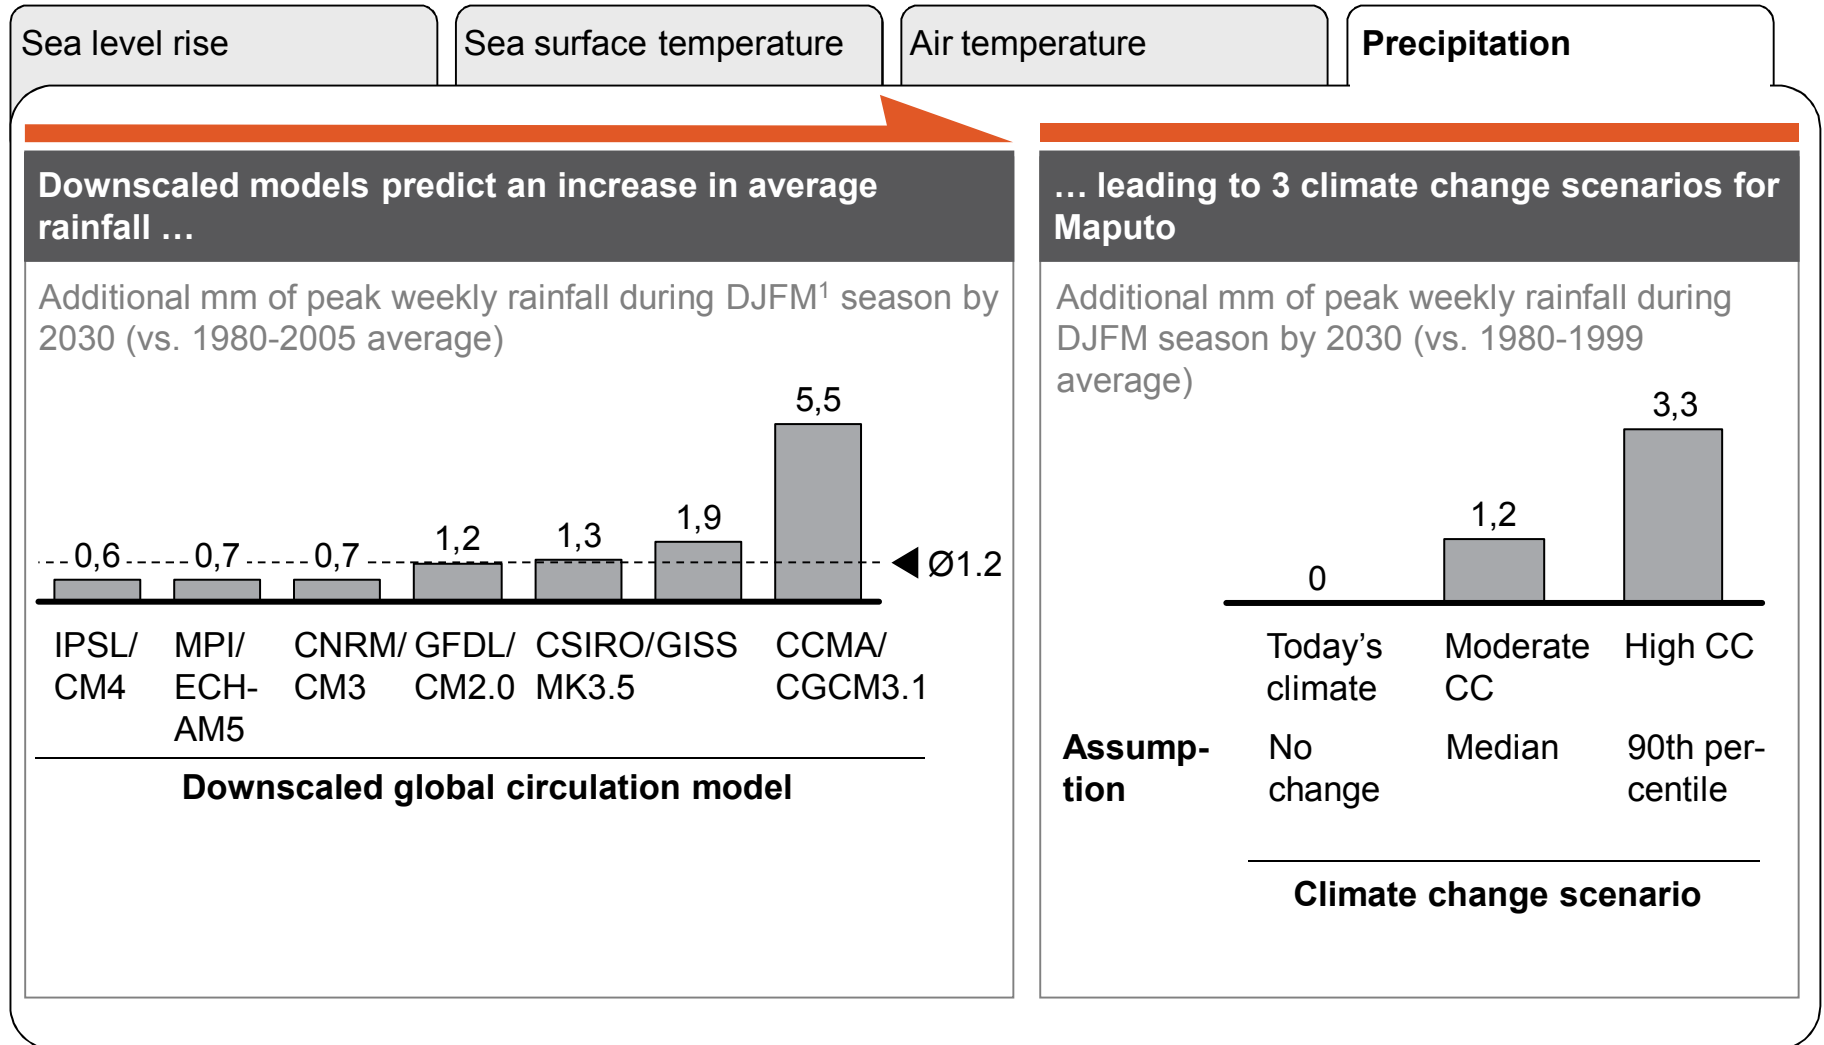 Sea level rise
Sea surface temperature
Air temperature
Precipitation
Downscaled models predict an increase in average
rainfall …
Additional mm of peak weekly rainfall during DJFM¹ season by
2030 (vs. 1980-2005 average)
5,5
0,6
0,7
0,7
1,2
1,3
1,9
Ø1.2
IPSL/
CM4
MPI/
ECH-
AM5
CNRM/
CM3
GFDL/
CM2.0
CSIRO/
MK3.5
GISS
CCMA/
CGCM3.1
Downscaled global circulation model
… leading to 3 climate change scenarios for
Maputo
Additional mm of peak weekly rainfall during
DJFM season by 2030 (vs. 1980-1999
average)
0
1,2
3,3
Today’s
climate
Moderate
CC
High CC
Assump-
tion
No
change
Median
90th per-
centile
Climate change scenario